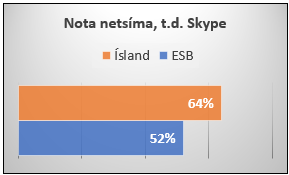 Nota netsíma, t.d. Skype
Ísland ESB
64%
52%